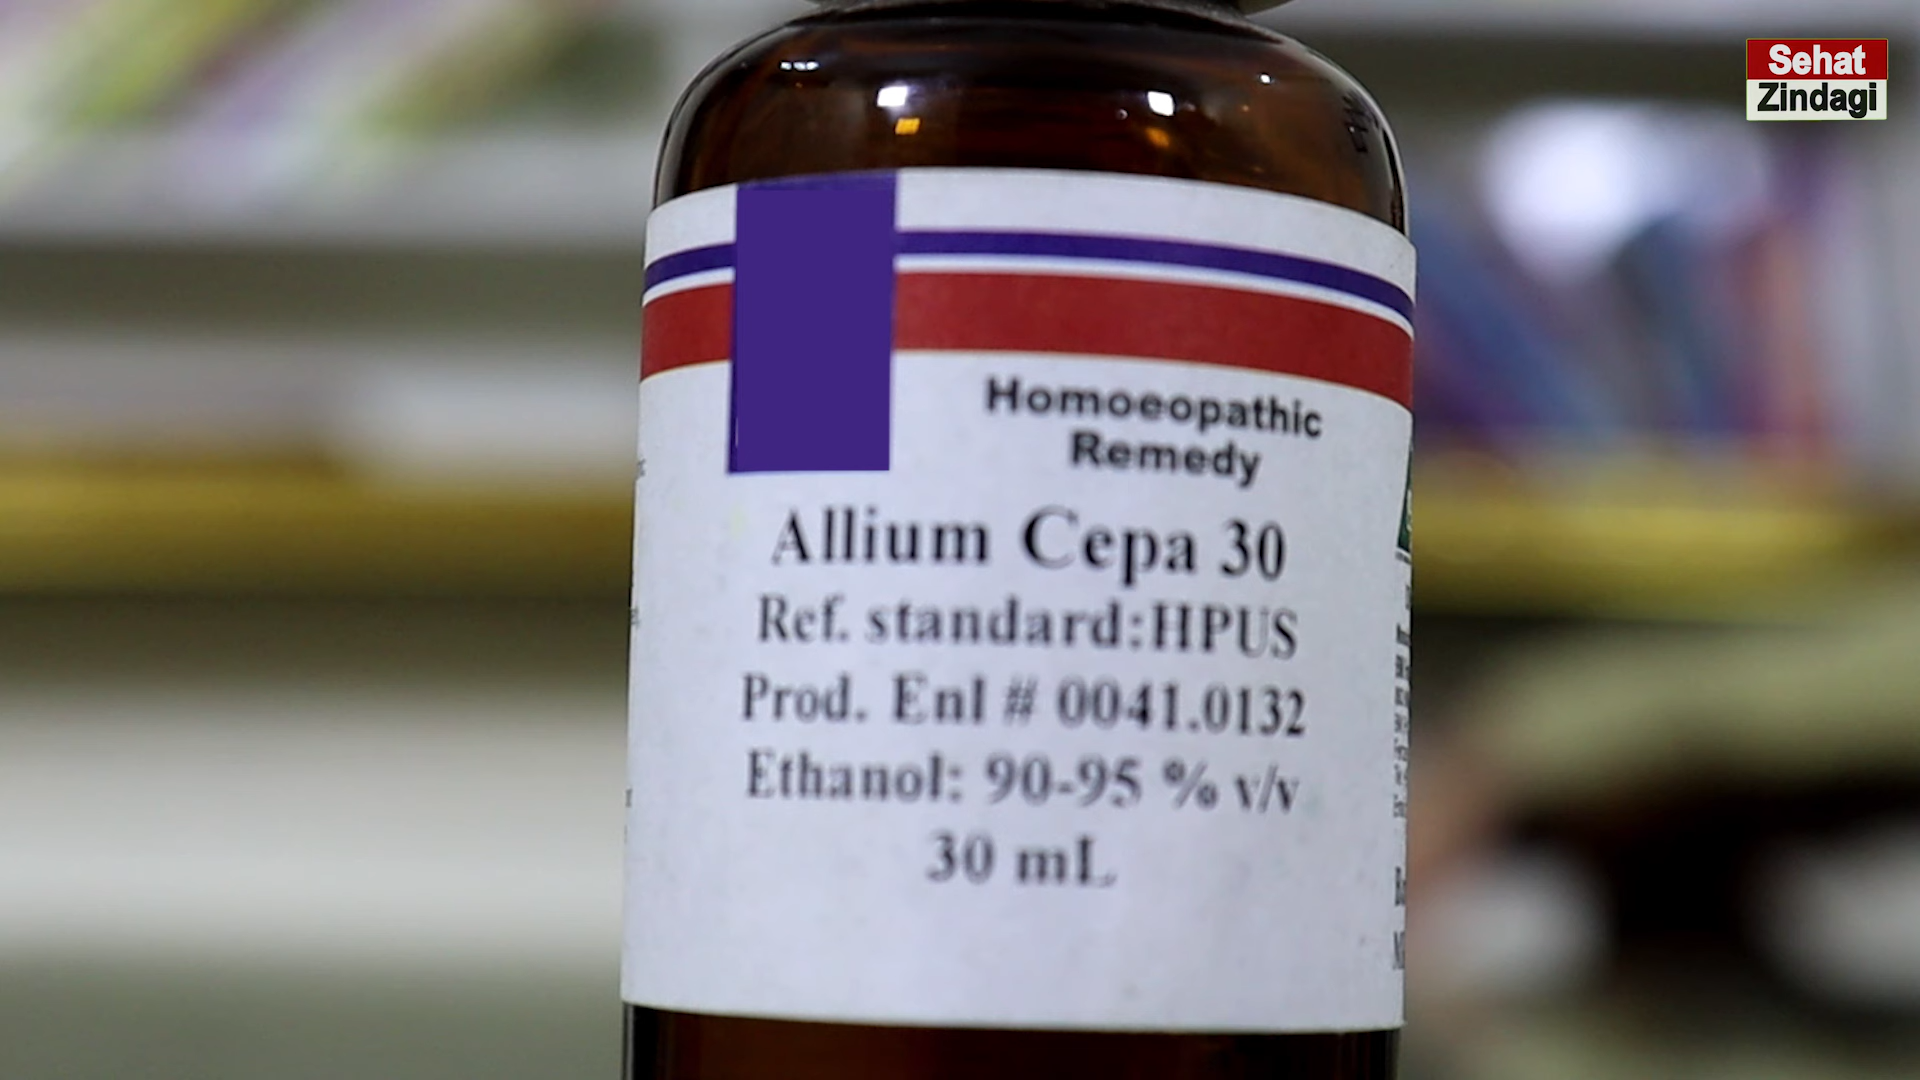 Sehat
Zindagi
Homoeopathic
Remedy
Allium Cepa 30
Ref. standard:HPUS
Prod. Enl # 0041.0132
Ethanol: 90-95 % v/v
30 mL